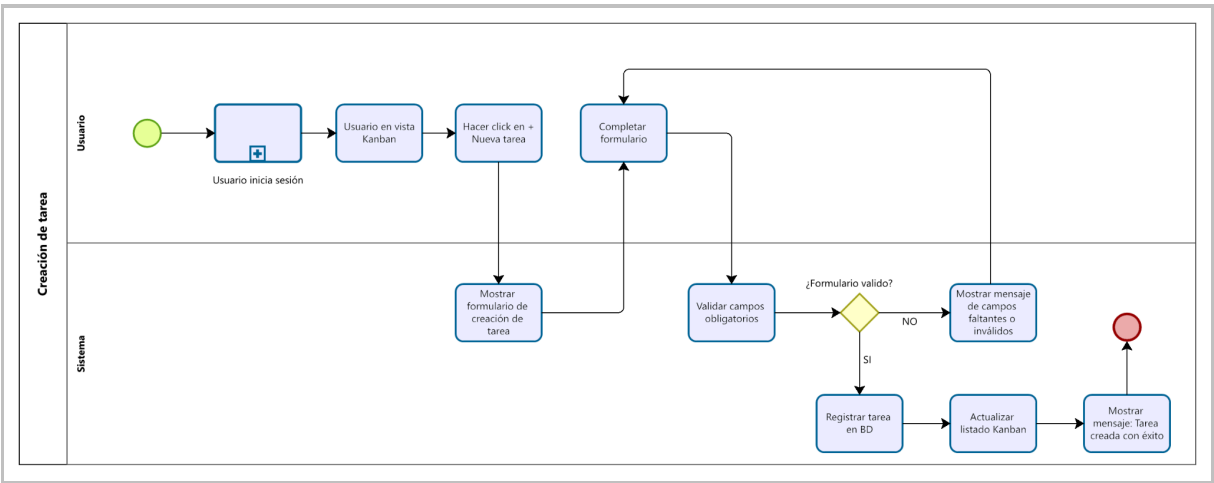 Creación de tarea
Usuario
Usuario inicia sesión
Usuario en vista
Kanban
Hacer click en +
Nueva tarea
Completar
formulario
Sistema
Mostrar
formulario de
creación de
tarea
Validar campos
obligatorios
¿Formulario valido?
NO
SI
Mostrar mensaje
de campos
faltantes o
inválidos
Registrar tarea
en BD
Actualizar
listado Kanban
Mostrar
mensaje: Tarea
creada con éxito